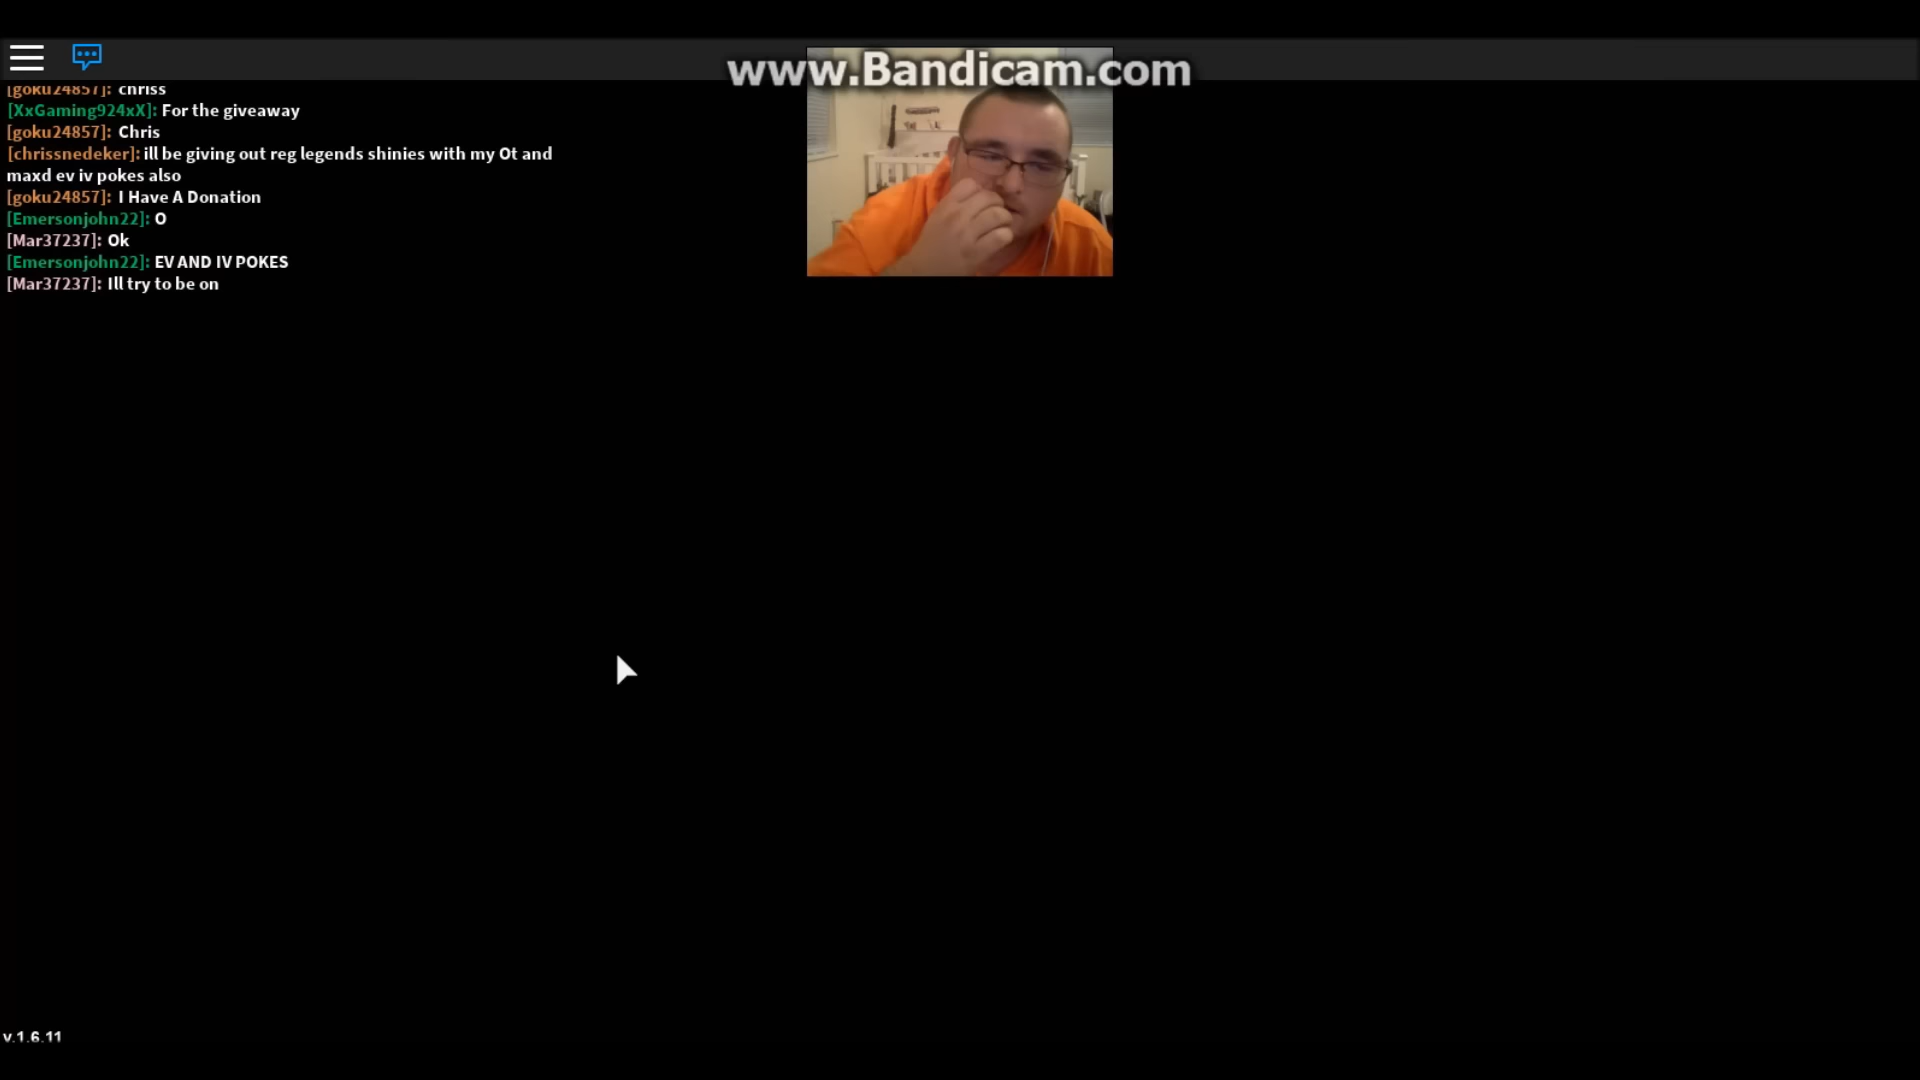 www.Bandicam.com
[goku24857]: chriss
[XxGaming924xX]: For the giveaway
[goku24857]: Chris
[chrissnedeker]: ill be giving out reg legends shinies with my Ot and
maxd ev iv pokes also
[goku24857]: I Have A Donation
[Emersonjohn22]: O
[Mar37237]: Ok
[Emersonjohn22]: EV AND IV POKES
[Mar37237]: Ill try to be on
v.1.6.11